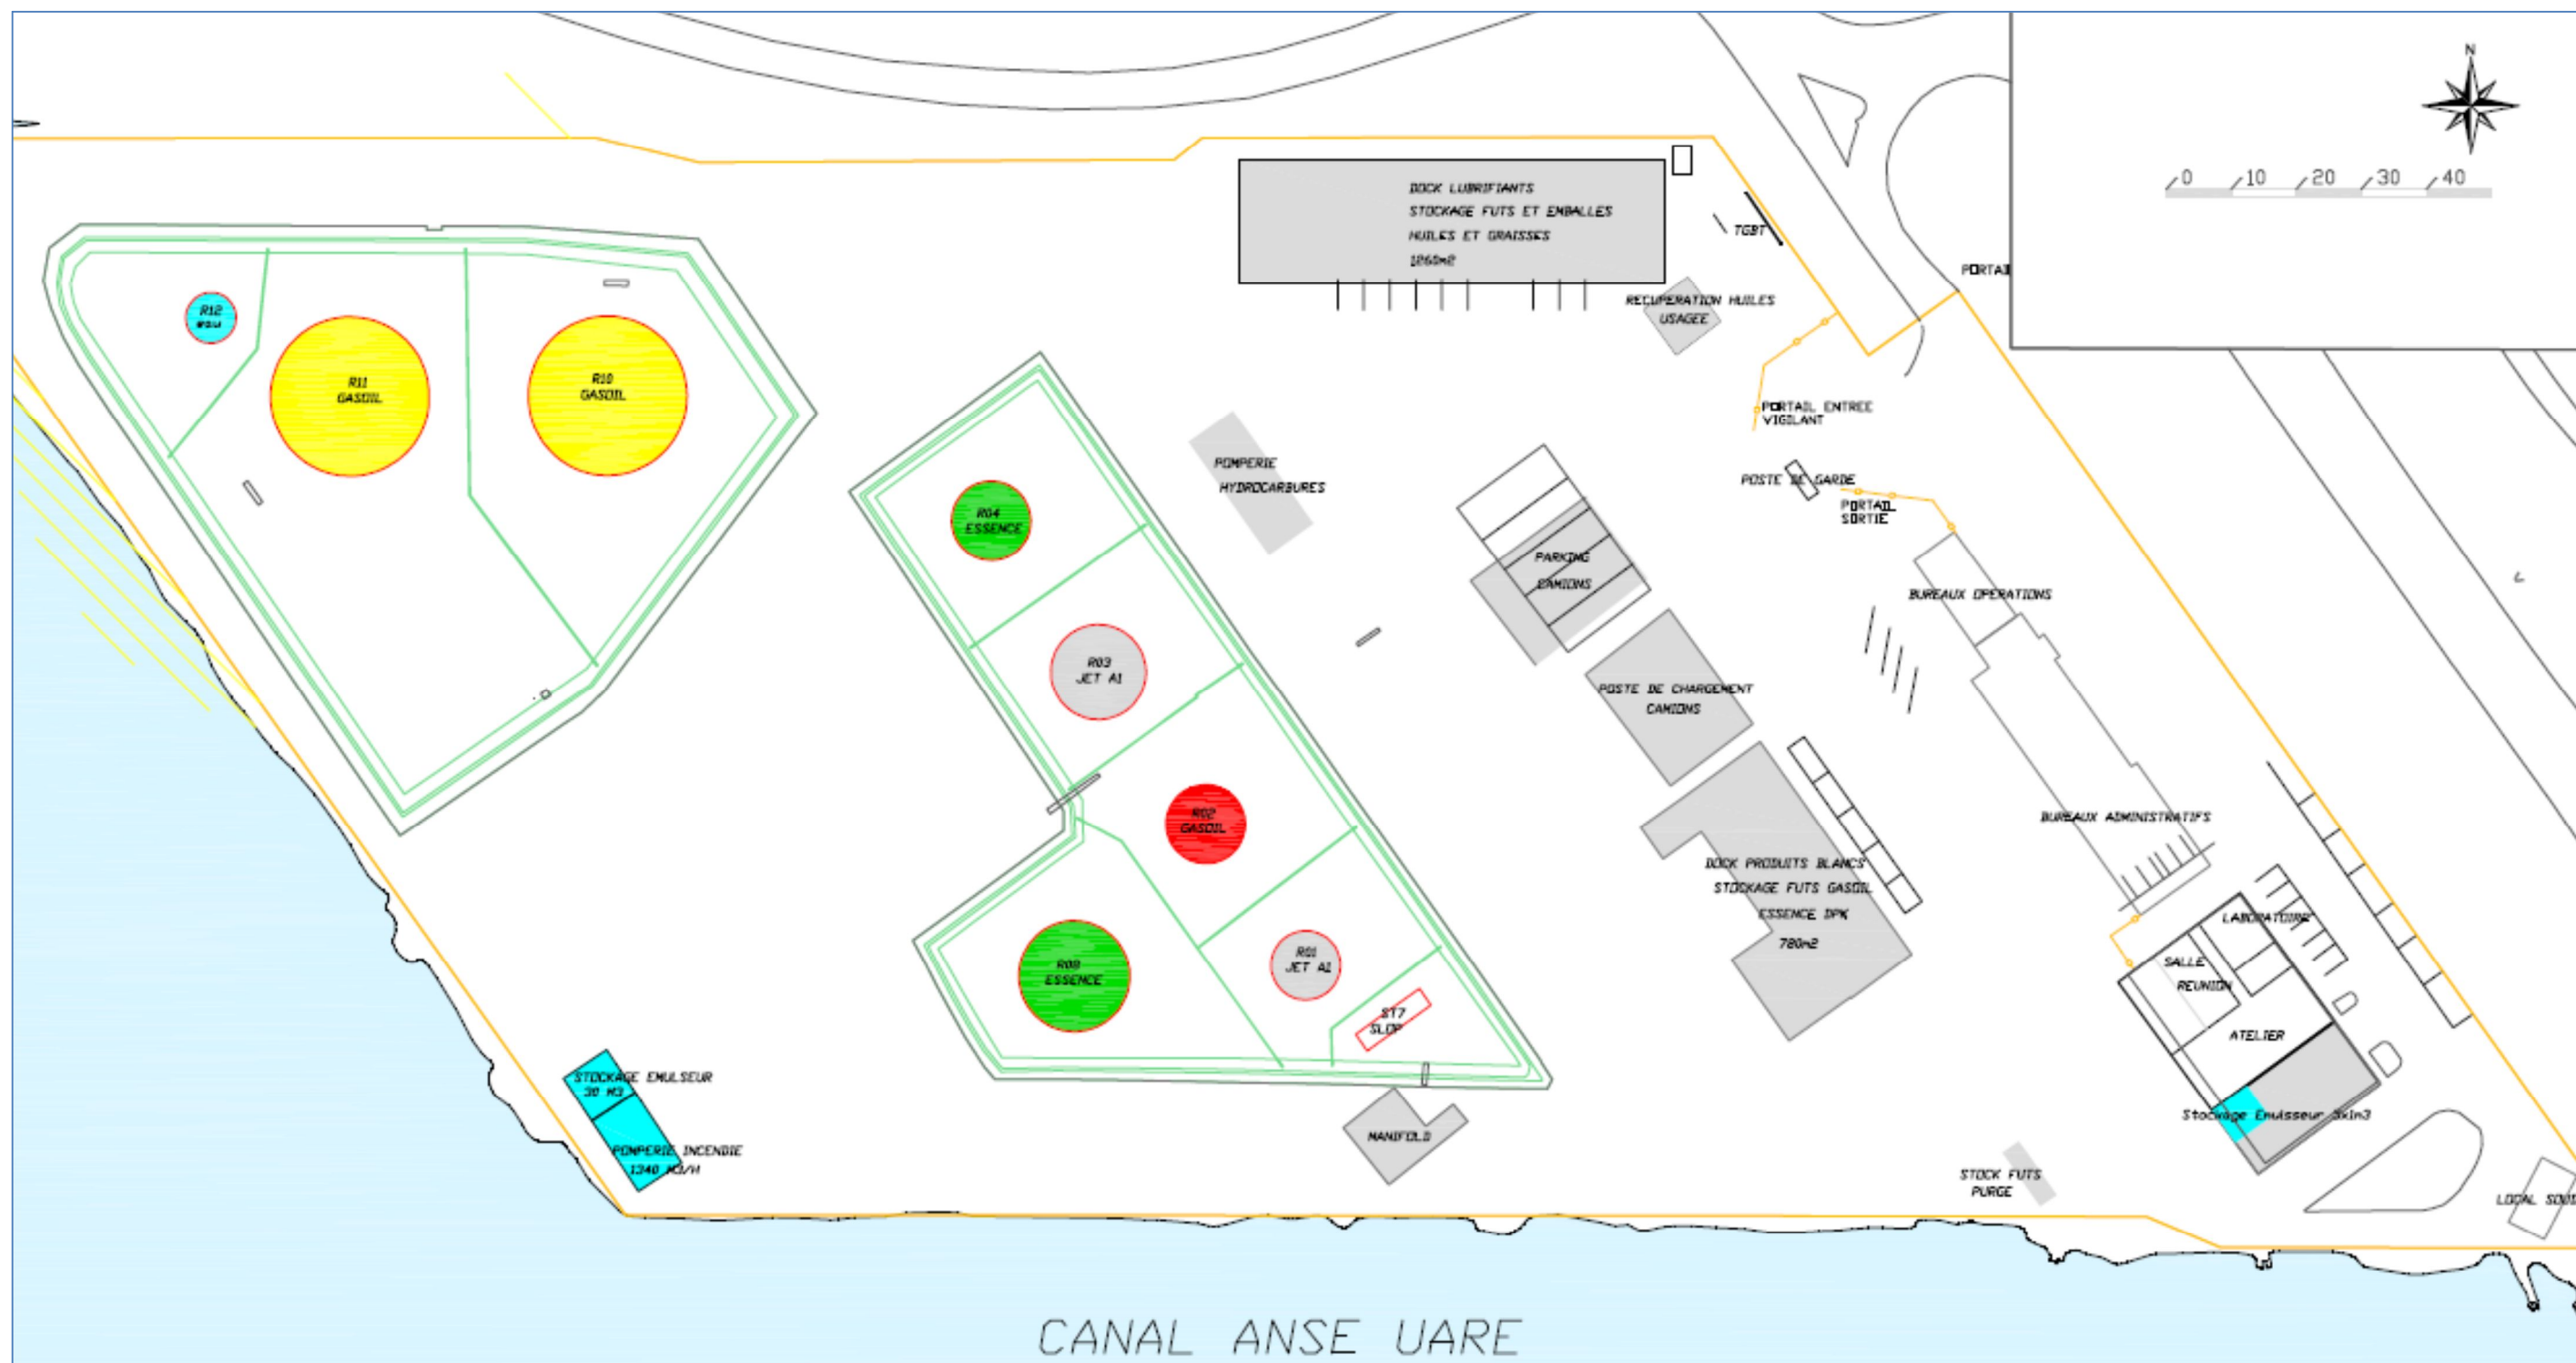 N
0 10 20 30 40
DOCK LUBRIFIANTS
STOCKAGE FUTS ET EMBALLES
HUILES ET GRAISSES
1260m2
TGBT
PORTAI
RECUPERATION HUILES
USAGEE
R12
eau
R11
GASOIL
R10
GASOIL
PORTAIL ENTREE
VIGILANT
POMPERIE
HYDROCARBURES
POSTE DE GARDE
PORTAIL
SORTIE
R04
ESSENCE
PARKING
CAMIONS
BUREAUX OPERATIONS
R03
JET A1
POSTE DE CHARGEMENT
CAMIONS
R02
GASOIL
BUREAUX ADMINISTRATIFS
DOCK PRODUITS BLANCS
STOCKAGE FUTS GASOIL
ESSENCE DPK
780m2
LABORATOIRE
R08
ESSENCE
R01
JET A1
SALLE
REUNION
ST7
SLOP
ATELIER
STOCKAGE EMULSEUR
30 M3
Stockage Emulsseur 3x1m3
MANIFOLD
POMPERIE INCENDIE
1340 M3/H
STOCK FUTS
PURGE
LOCAL
CANAL ANSE UARE